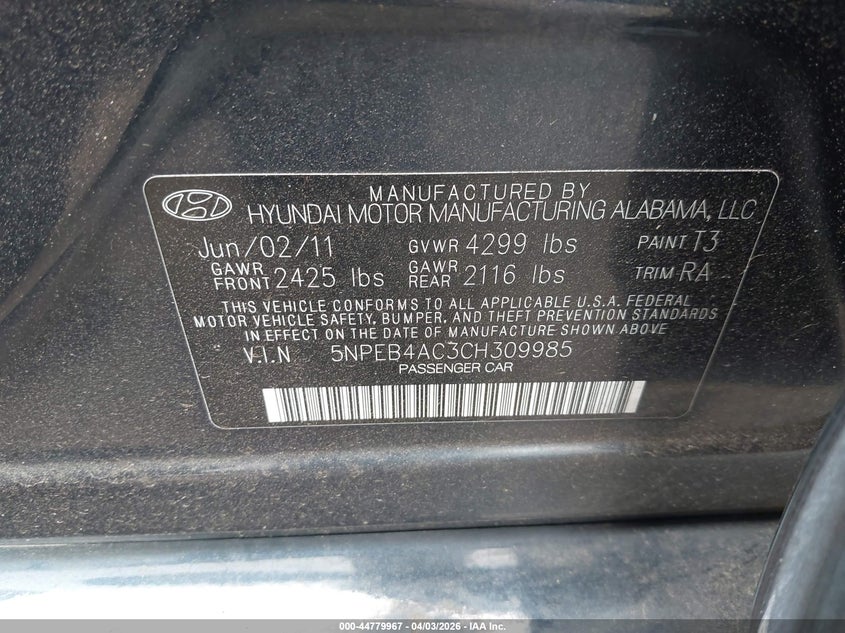 MANUFACTURED BY
HYUNDAI MOTOR MANUFACTURING ALABAMA, LLC
Jun/02/11 GVWR 4299 lbs PAINT T3
GAWR FRONT 2425 lbs GAWR REAR 2116 lbs TRIM RA
THIS VEHICLE CONFORMS TO ALL APPLICABLE U.S.A. FEDERAL
MOTOR VEHICLE SAFETY, BUMPER, AND THEFT PREVENTION STANDARDS
IN EFFECT ON THE DATE OF MANUFACTURE SHOWN ABOVE
V.I.N 5NPEB4AC3CH309985
PASSENGER CAR
000-44779967 - 04/03/2026 - IAA Inc.